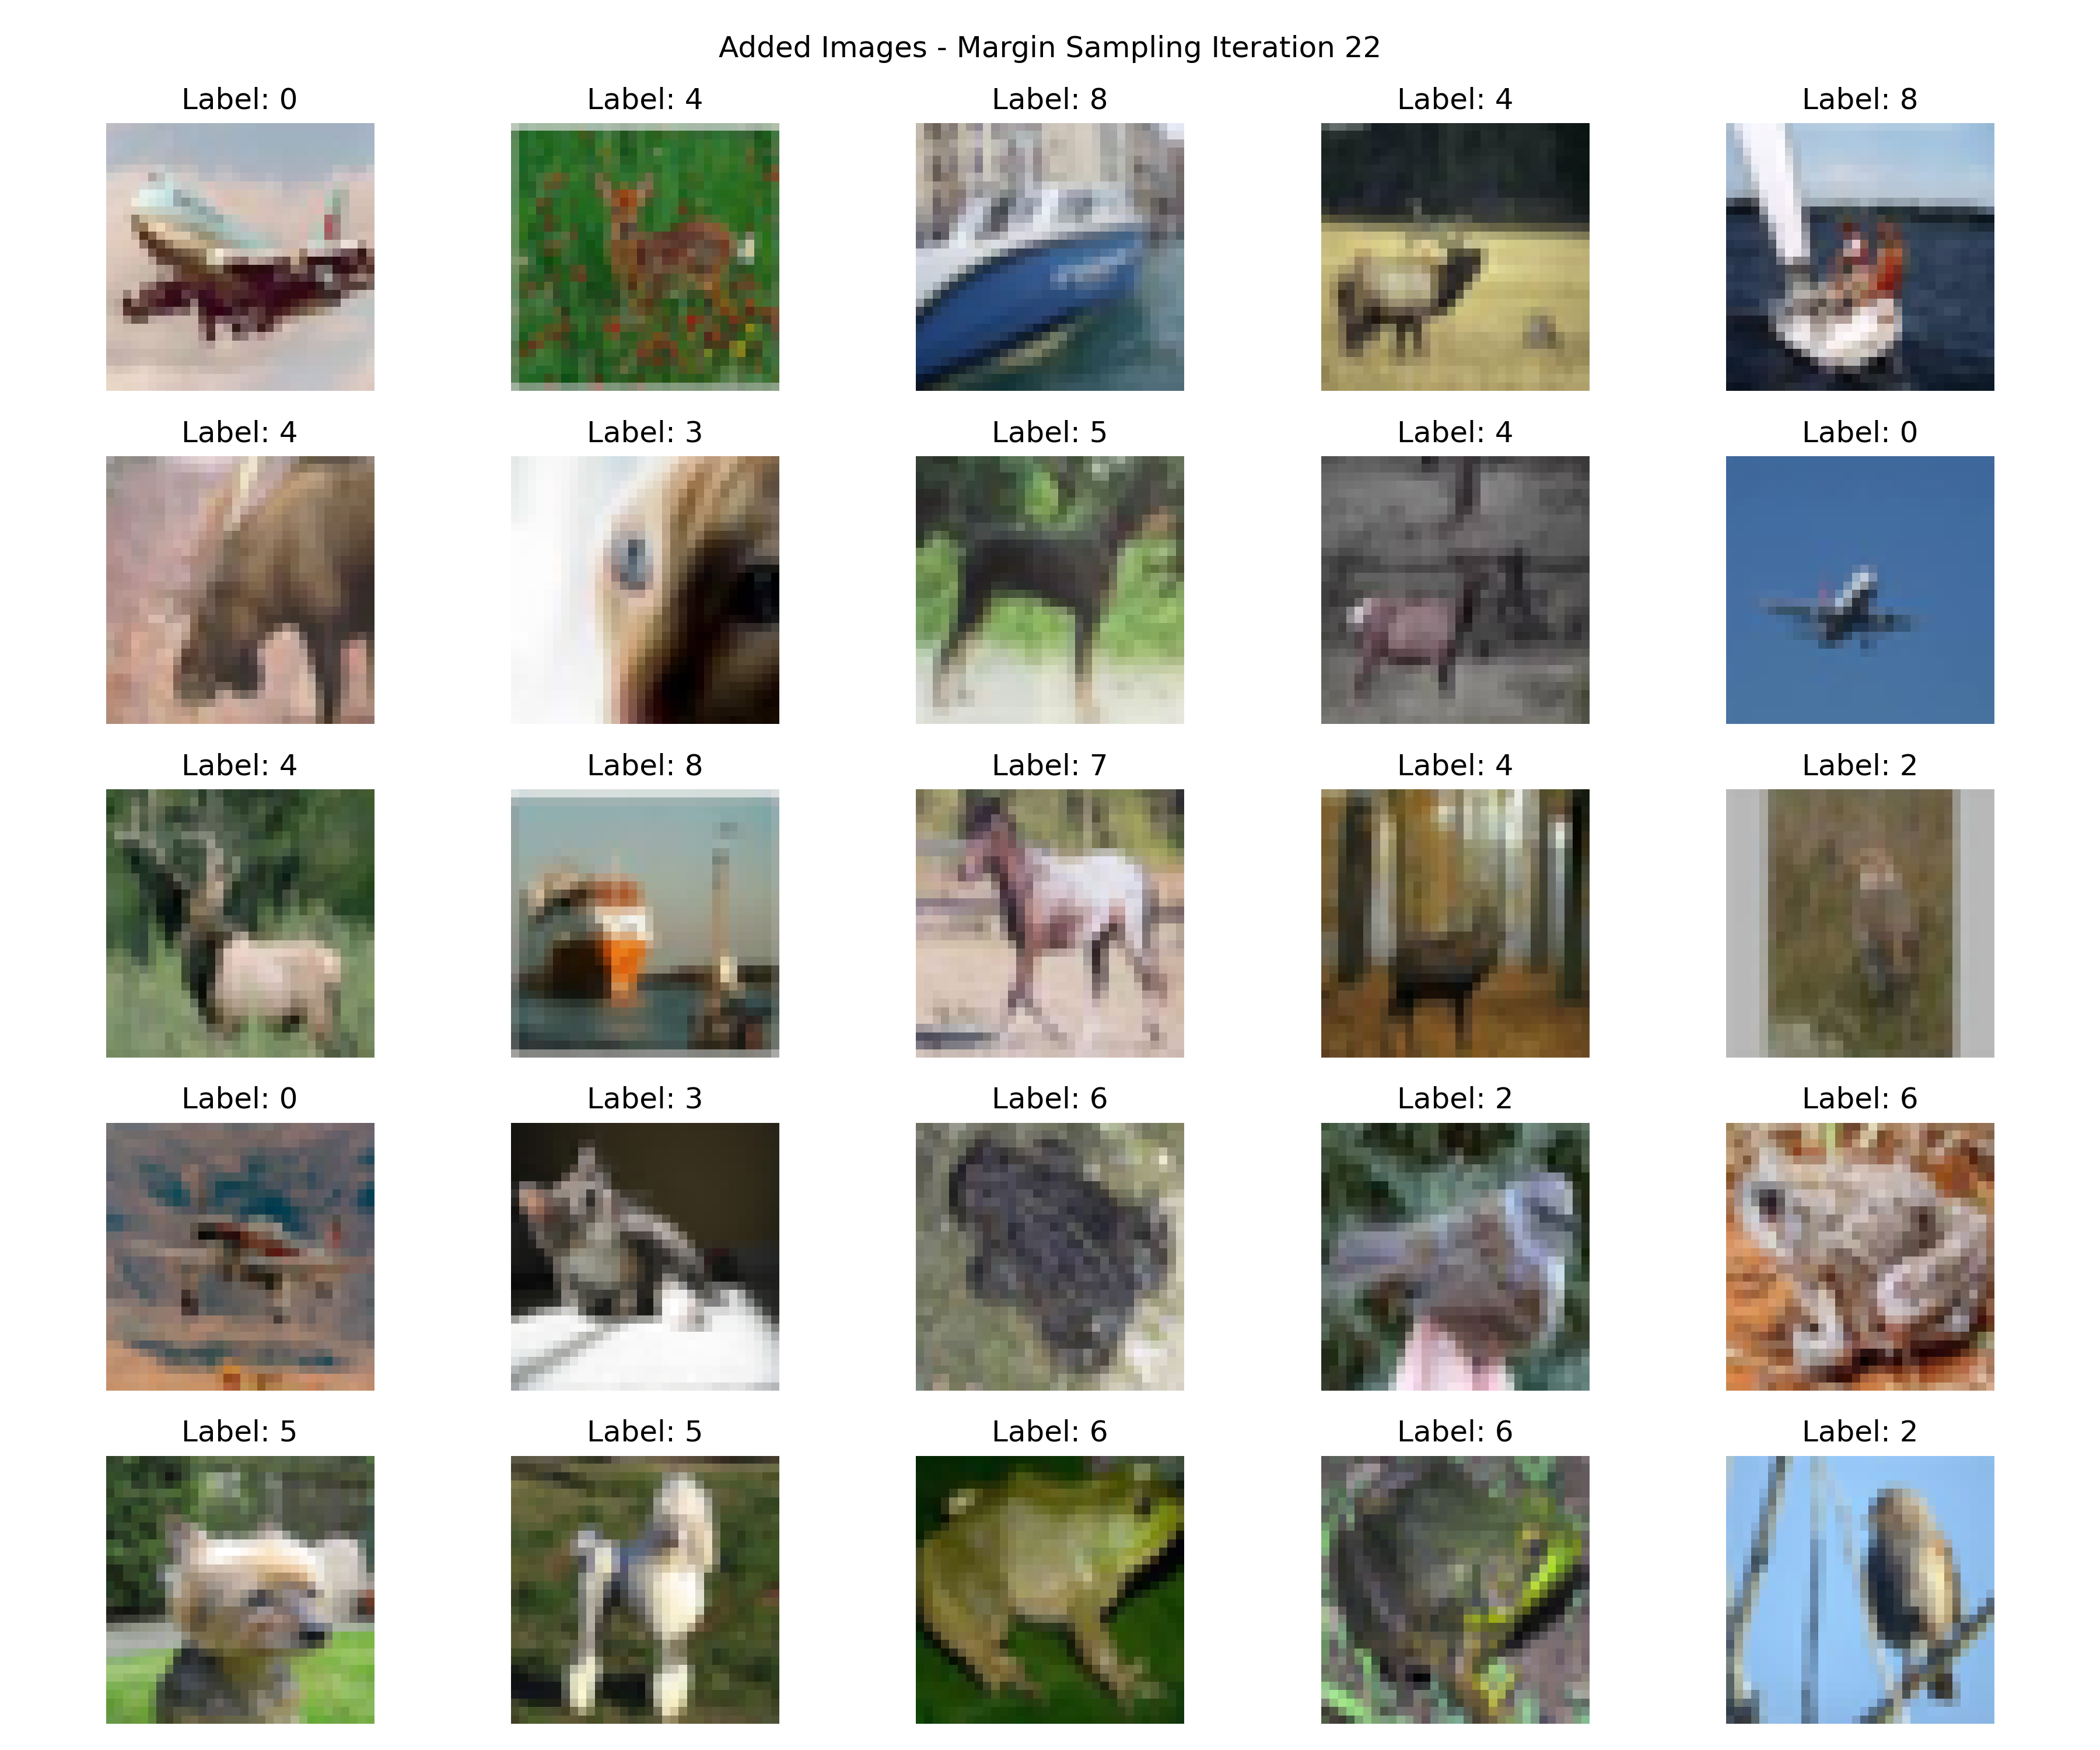 Added Images - Margin Sampling Iteration 22
Label: 0 Label: 4 Label: 8 Label: 4 Label: 8
Label: 4 Label: 3 Label: 5 Label: 4 Label: 0
Label: 4 Label: 8 Label: 7 Label: 4 Label: 2
Label: 0 Label: 3 Label: 6 Label: 2 Label: 6
Label: 5 Label: 5 Label: 6 Label: 6 Label: 2